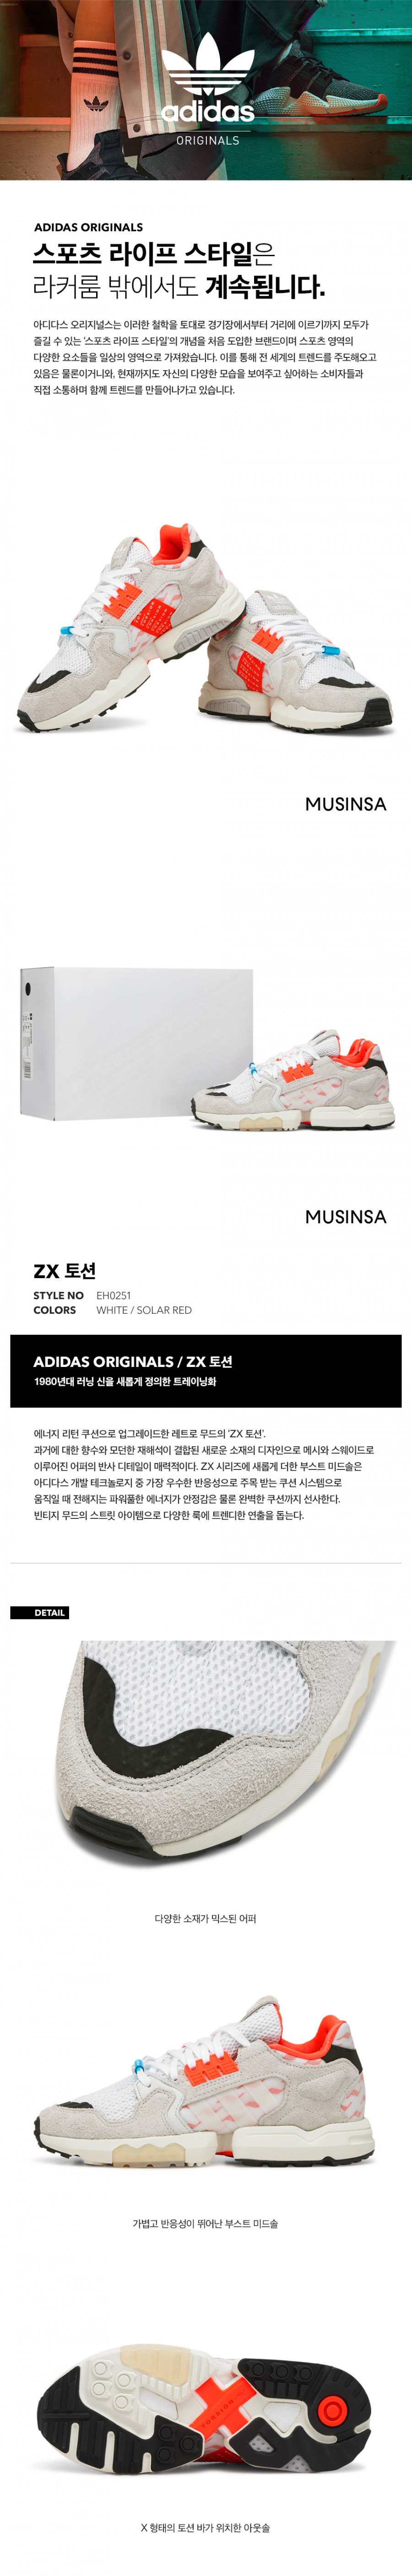 adidas
ORIGINALS
ADIDAS ORIGINALS
스포츠 라이프 스타일은
라커룸 밖에서도 계속됩니다.
아디다스 오리지널스는 이러한 철학을 토대로 경기장에서부터 거리에 이르기까지 모두가
즐길 수 있는 '스포츠 라이프 스타일'의 개념을 처음 도입한 브랜드이며 스포츠 영역의
다양한 요소들을 일상의 영역으로 가져왔습니다. 이를 통해 전 세계의 트렌드를 주도해오고
있음은 물론이거니와, 현재까지도 자신의 다양한 모습을 보여주고 싶어하는 소비자들과
직접 소통하며 함께 트렌드를 만들어나가고 있습니다.
MUSINSA
MUSINSA
ZX 토션
STYLE NO EH0251
COLORS WHITE / SOLAR RED
ADIDAS ORIGINALS / ZX 토션
1980년대 러닝 신을 새롭게 정의한 트레이닝화
에너지 리턴 쿠션으로 업그레이드한 레트로 무드의 'ZX 토션'.
과거에 대한 향수와 모던한 재해석이 결합된 새로운 소재의 디자인으로 메시와 스웨이드로
이루어진 어퍼의 반사 디테일이 매력적이다. ZX 시리즈에 새롭게 더한 부스트 미드솔은
아디다스 개발 테크놀로지 중 가장 우수한 반응성으로 주목 받는 쿠션 시스템으로
움직일 때 전해지는 파워풀한 에너지가 안정감은 물론 완벽한 쿠션까지 선사한다.
빈티지 무드의 스트릿 아이템으로 다양한 룩에 트렌디한 연출을 돕는다.
DETAIL
다양한 소재가 믹스된 어퍼
가볍고 반응성이 뛰어난 부스트 미드솔
TORSION
X 형태의 토션 바가 위치한 아웃솔